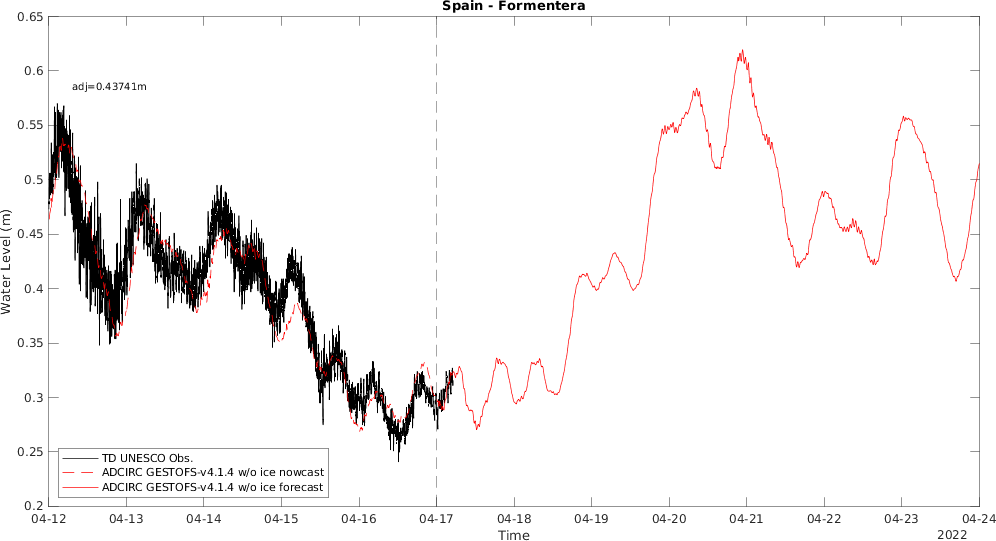 Spain - Formentera
adj=0.43741m
0.65
0.6
0.55
0.5
0.45
0.4
0.35
0.3
0.25
0.2
Water Level (m)
TD UNESCO Obs.
ADCIRC GESTOFS-v4.1.4 w/o ice nowcast
ADCIRC GESTOFS-v4.1.4 w/o ice forecast
04-12 04-13 04-14 04-15 04-16 04-17 04-18 04-19 04-20 04-21 04-22 04-23 04-24
Time
2022